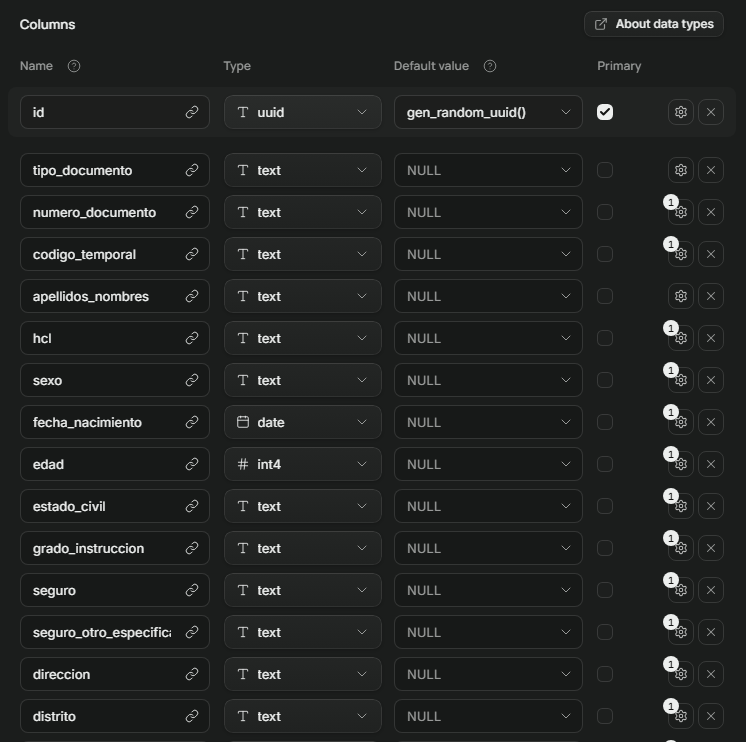 Columns
About data types
Name Type Default value Primary
id uuid gen_random_uuid()
tipo_documento text NULL
numero_documento text NULL 1
codigo_temporal text NULL 1
apellidos_nombres text NULL
hcl text NULL 1
sexo text NULL 1
fecha_nacimiento date NULL 1
edad int4 NULL 1
estado_civil text NULL 1
grado_instruccion text NULL 1
seguro text NULL 1
seguro_otro_especific text NULL 1
direccion text NULL 1
distrito text NULL 1